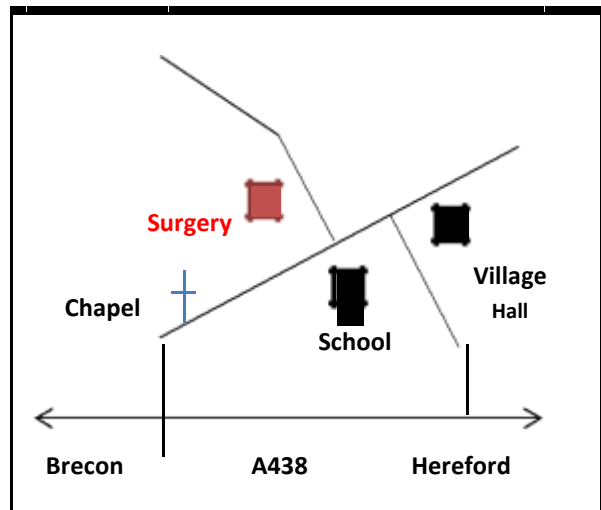 Surgery
Village
Chapel
Hall
School
Brecon A438 Hereford